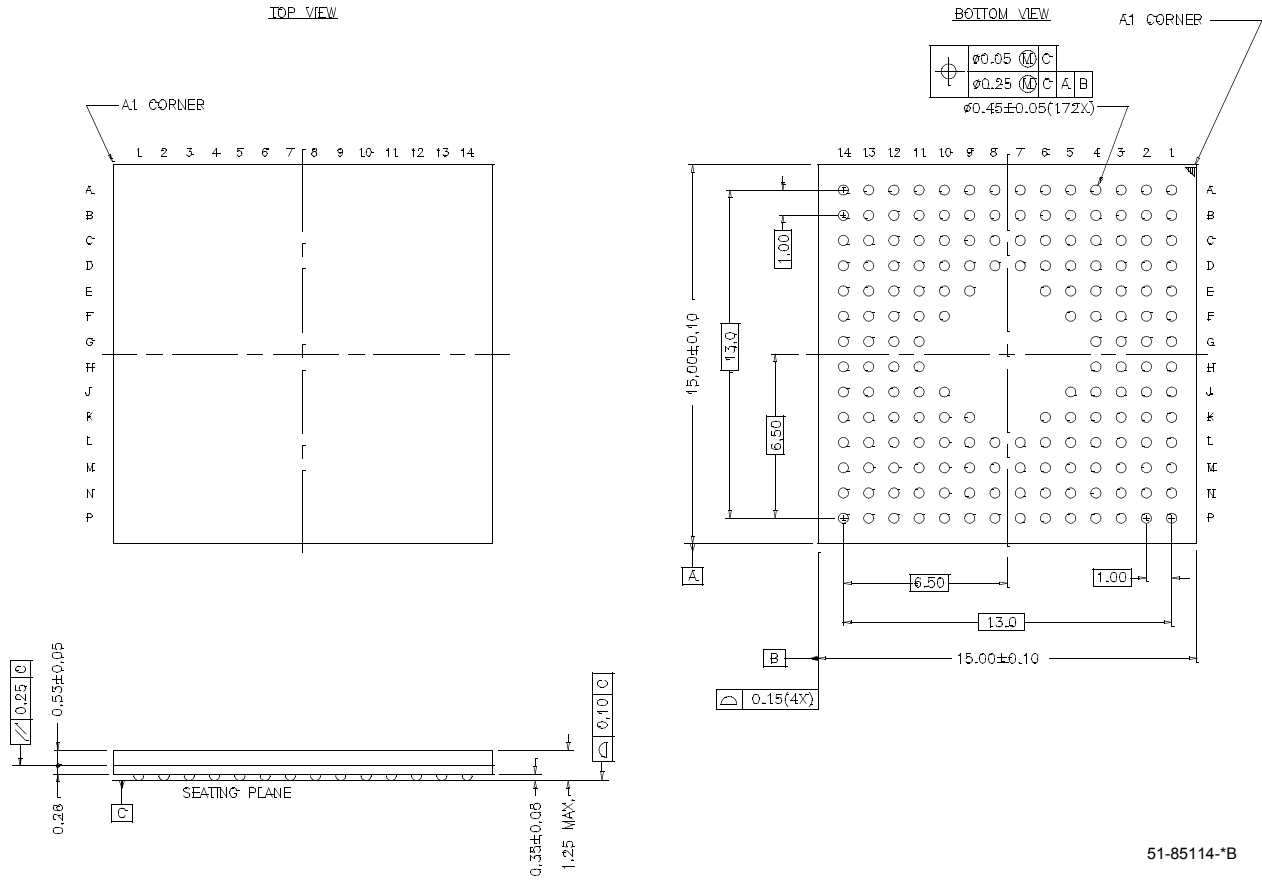 TOP VIEW
BOTTOM VIEW
A1 CORNER
ø0.05 Ⓜ C
ø0.25 Ⓜ C A B
ø0.45±0.05(172X)
A1 CORNER
1 2 3 4 5 6 7 8 9 10 11 12 13 14
14 13 12 11 10 9 8 7 6 5 4 3 2 1
A
B
C
D
E
F
G
H
J
K
L
M
N
P
A
B
C
D
E
F
G
H
J
K
L
M
N
P
1.00
15.00±0.10
13.0
6.50
A
6.50
1.00
13.0
B
15.00±0.10
0.15(4X)
// 0.25 C
0.53±0.05
0.10 C
SEATING PLANE
C
0.35±0.05
1.25 MAX.
51-85114-*B